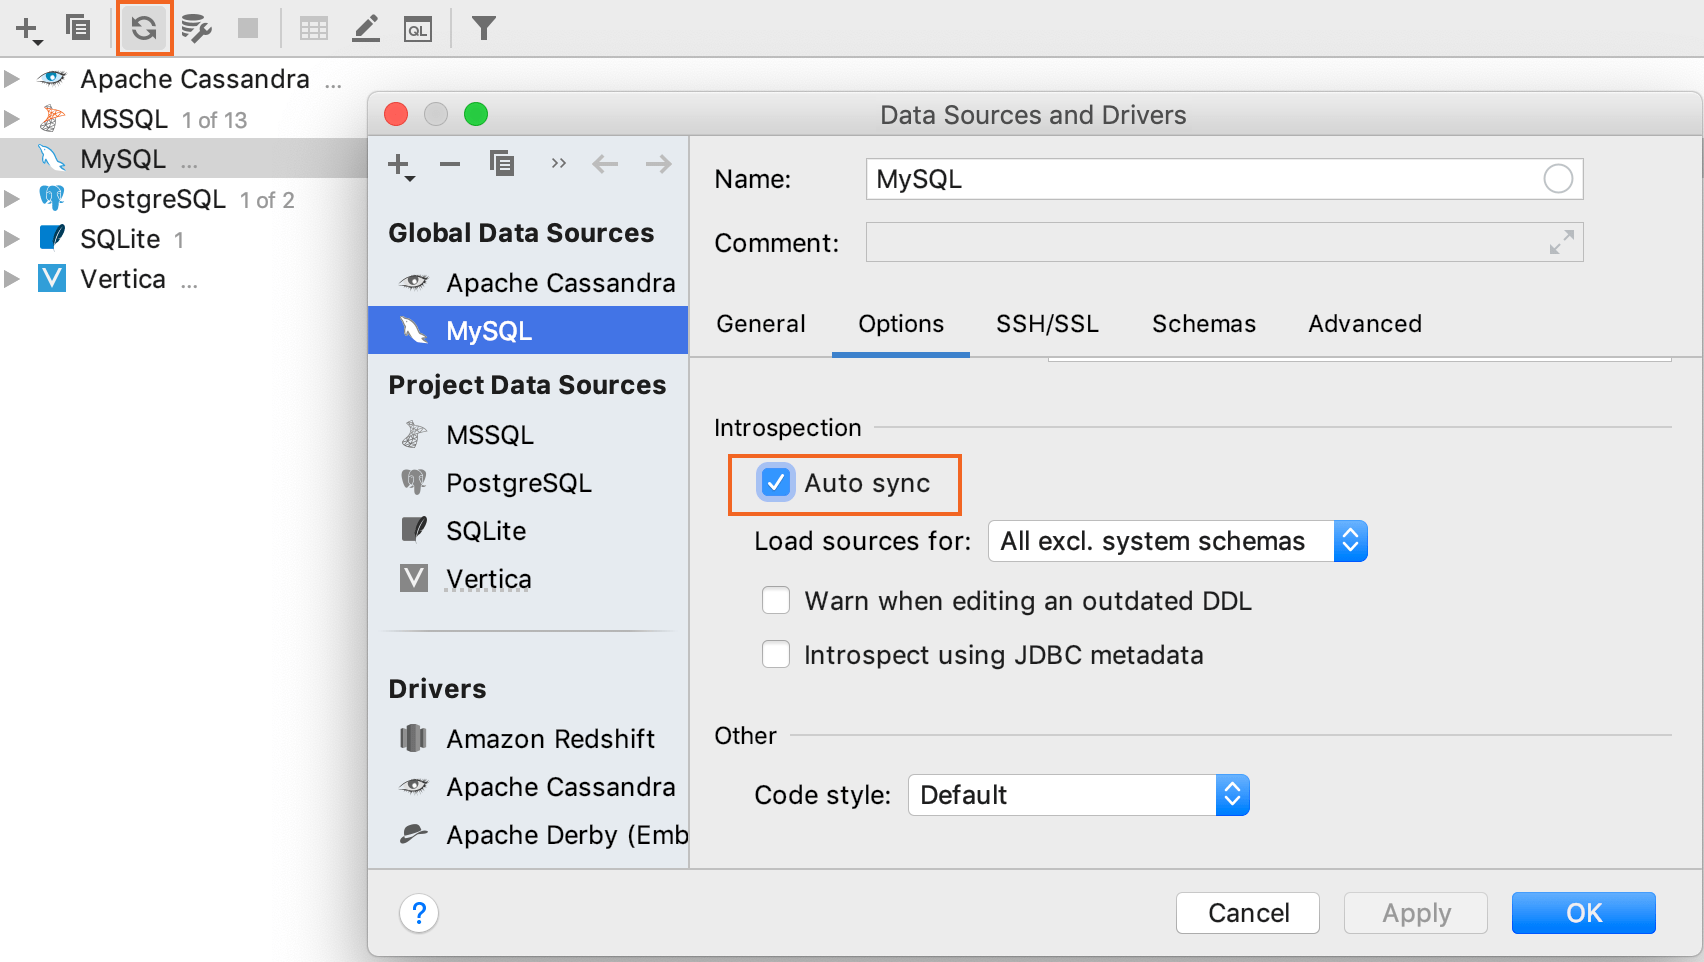 QL
Apache Cassandra ...
MSSQL 1 of 13
MySQL ...
PostgreSQL 1 of 2
SQLite 1
V Vertica ...
Data Sources and Drivers
Global Data Sources
Apache Cassandra
MySQL
Project Data Sources
MSSQL
PostgreSQL
SQLite
V Vertica
Drivers
Amazon Redshift
Apache Cassandra
Apache Derby (Emb
Name: MySQL
Comment:
General Options SSH/SSL Schemas Advanced
Introspection
Auto sync
Load sources for: All excl. system schemas
Warn when editing an outdated DDL
Introspect using JDBC metadata
Other
Code style: Default
? Cancel Apply OK